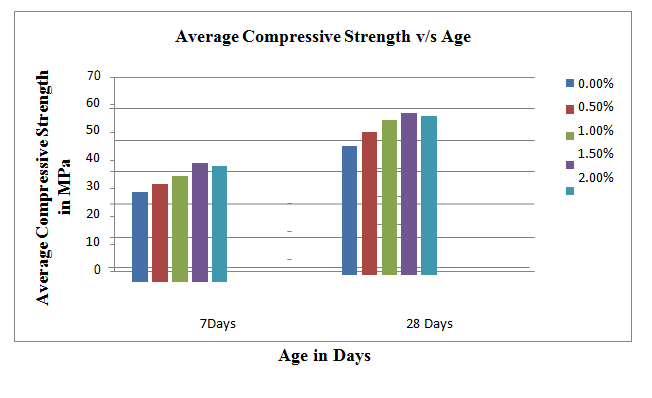 Average Compressive Strength v/s Age
Average Compressive Strength
in MPa
70
60
50
40
30
20
10
0
7Days
28 Days
0.00%
0.50%
1.00%
1.50%
2.00%
Age in Days